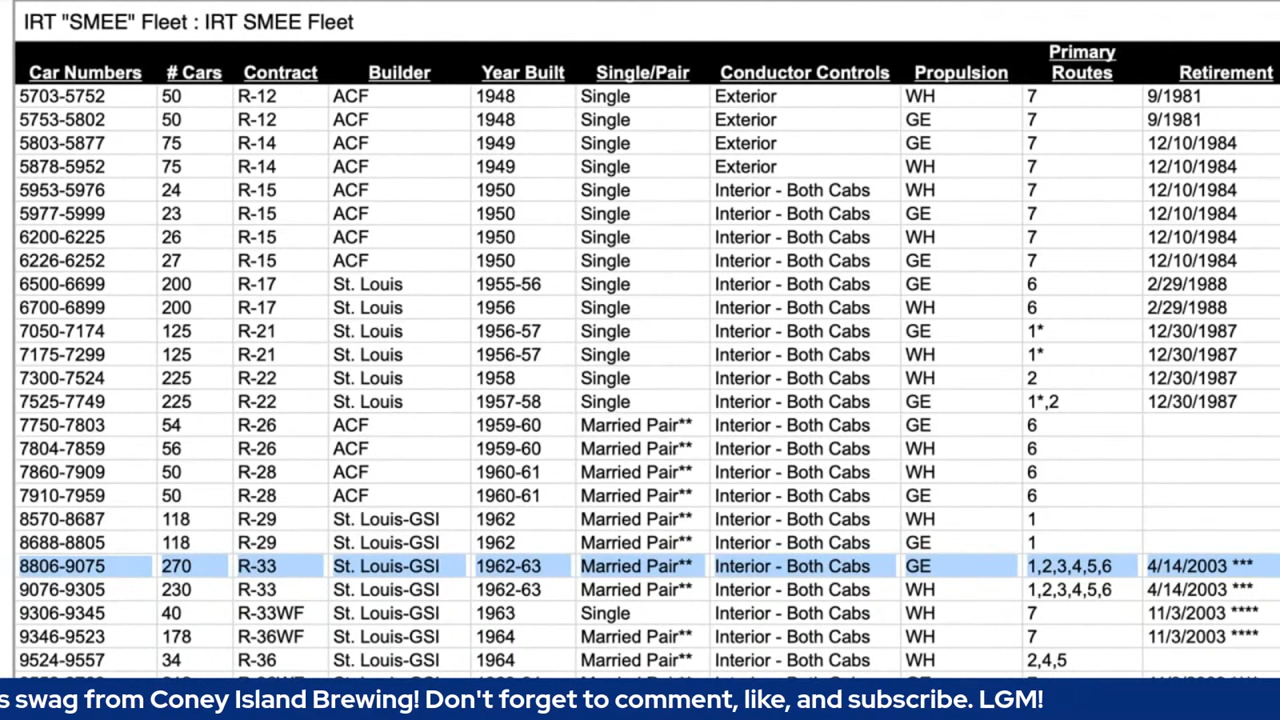 IRT "SMEE" Fleet : IRT SMEE Fleet
Car Numbers # Cars Contract Builder Year Built Single/Pair Conductor Controls Propulsion Primary Routes Retirement
5703-5752 50 R-12 ACF 1948 Single Exterior WH 7 9/1981
5753-5802 50 R-12 ACF 1948 Single Exterior GE 7 9/1981
5803-5877 75 R-14 ACF 1949 Single Exterior GE 7 12/10/1984
5878-5952 75 R-14 ACF 1949 Single Exterior WH 7 12/10/1984
5953-5976 24 R-15 ACF 1950 Single Interior - Both Cabs WH 7 12/10/1984
5977-5999 23 R-15 ACF 1950 Single Interior - Both Cabs GE 7 12/10/1984
6200-6225 26 R-15 ACF 1950 Single Interior - Both Cabs WH 7 12/10/1984
6226-6252 27 R-15 ACF 1950 Single Interior - Both Cabs GE 7 12/10/1984
6500-6699 200 R-17 St. Louis 1955-56 Single Interior - Both Cabs GE 6 2/29/1988
6700-6899 200 R-17 St. Louis 1956 Single Interior - Both Cabs WH 6 2/29/1988
7050-7174 125 R-21 St. Louis 1956-57 Single Interior - Both Cabs GE 1* 12/30/1987
7175-7299 125 R-21 St. Louis 1956-57 Single Interior - Both Cabs WH 1* 12/30/1987
7300-7524 225 R-22 St. Louis 1958 Single Interior - Both Cabs WH 2 12/30/1987
7525-7749 225 R-22 St. Louis 1957-58 Single Interior - Both Cabs GE 1*,2 12/30/1987
7750-7803 54 R-26 ACF 1959-60 Married Pair** Interior - Both Cabs GE 6
7804-7859 56 R-26 ACF 1959-60 Married Pair** Interior - Both Cabs WH 6
7860-7909 50 R-28 ACF 1960-61 Married Pair** Interior - Both Cabs WH 6
7910-7959 50 R-28 ACF 1960-61 Married Pair** Interior - Both Cabs GE 6
8570-8687 118 R-29 St. Louis-GSI 1962 Married Pair** Interior - Both Cabs WH 1
8688-8805 118 R-29 St. Louis-GSI 1962 Married Pair** Interior - Both Cabs GE 1
8806-9075 270 R-33 St. Louis-GSI 1962-63 Married Pair** Interior - Both Cabs GE 1,2,3,4,5,6 4/14/2003 ***
9076-9305 230 R-33 St. Louis-GSI 1962-63 Married Pair** Interior - Both Cabs WH 1,2,3,4,5,6 4/14/2003 ***
9306-9345 40 R-33WF St. Louis-GSI 1963 Single Interior - Both Cabs WH 7 11/3/2003 ****
9346-9523 178 R-36WF St. Louis-GSI 1964 Married Pair** Interior - Both Cabs WH 7 11/3/2003 ****
9524-9557 34 R-36 St. Louis-GSI 1964 Married Pair** Interior - Both Cabs WH 2,4,5
s swag from Coney Island Brewing! Don't forget to comment, like, and subscribe. LGM!